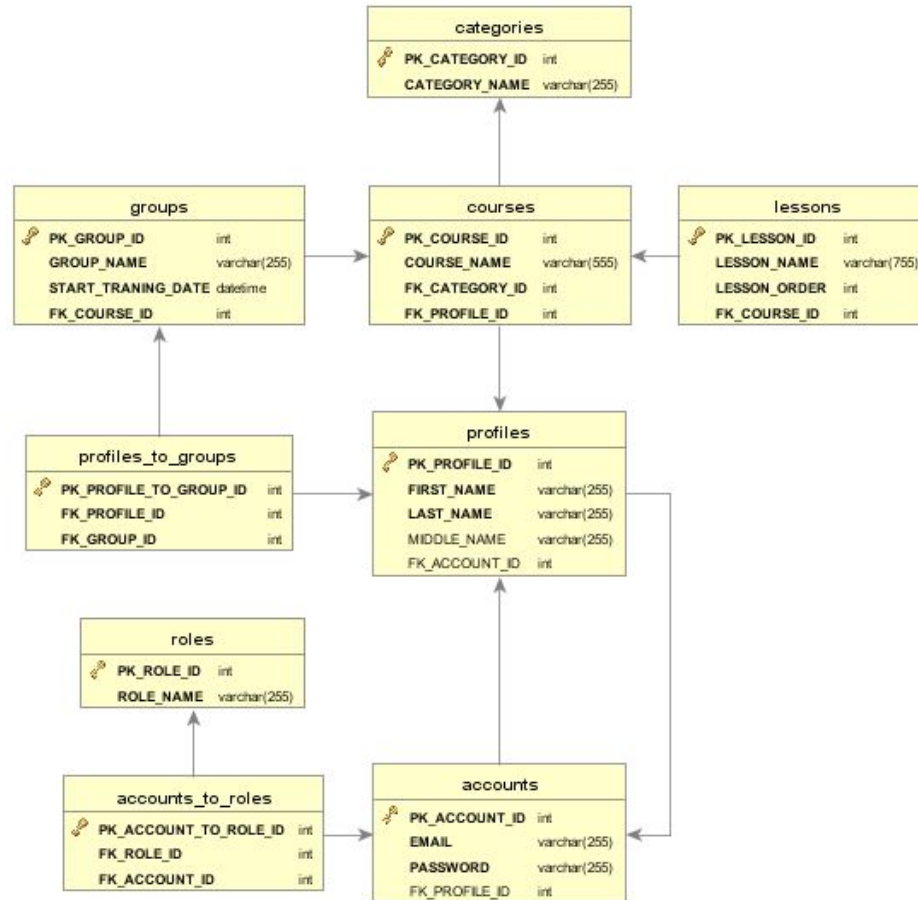 categories
PK_CATEGORY_ID int
CATEGORY_NAME varchar(255)
groups
PK_GROUP_ID int
GROUP_NAME varchar(255)
START_TRANING_DATE datetime
FK_COURSE_ID int
courses
PK_COURSE_ID int
COURSE_NAME varchar(555)
FK_CATEGORY_ID int
FK_PROFILE_ID int
lessons
PK_LESSON_ID int
LESSON_NAME varchar(755)
LESSON_ORDER int
FK_COURSE_ID int
profiles_to_groups
PK_PROFILE_TO_GROUP_ID int
FK_PROFILE_ID int
FK_GROUP_ID int
profiles
PK_PROFILE_ID int
FIRST_NAME varchar(255)
LAST_NAME varchar(255)
MIDDLE_NAME varchar(255)
FK_ACCOUNT_ID int
roles
PK_ROLE_ID int
ROLE_NAME varchar(255)
accounts_to_roles
PK_ACCOUNT_TO_ROLE_ID int
FK_ROLE_ID int
FK_ACCOUNT_ID int
accounts
PK_ACCOUNT_ID int
EMAIL varchar(255)
PASSWORD varchar(255)
FK_PROFILE_ID int